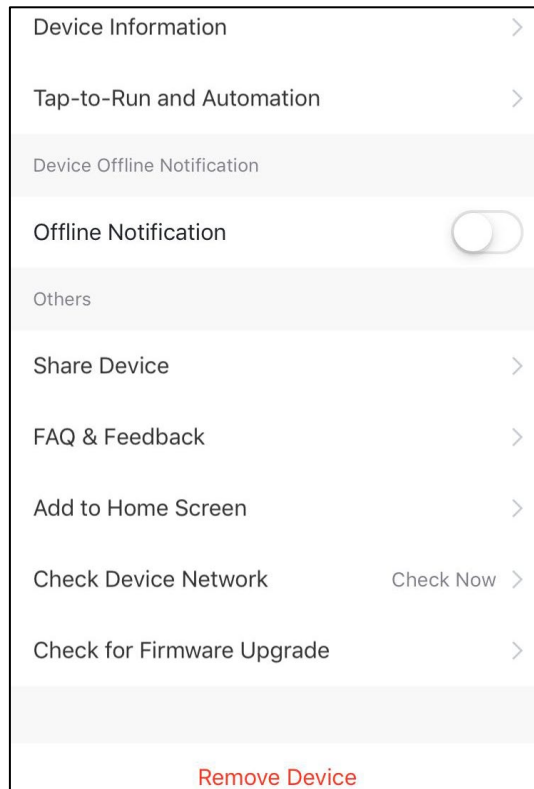 Device Information
Tap-to-Run and Automation
Device Offline Notification
Offline Notification
Others
Share Device
FAQ & Feedback
Add to Home Screen
Check Device Network Check Now
Check for Firmware Upgrade
Remove Device